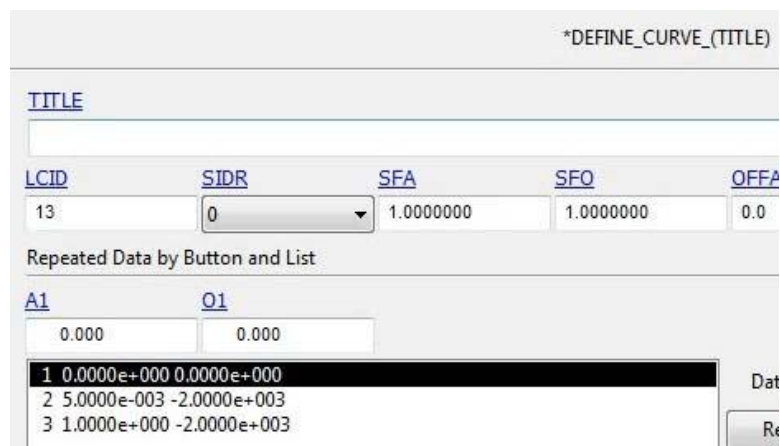 *DEFINE_CURVE_(TITLE)
TITLE
LCID SIDR SFA SFO OFFA
13 0 1.0000000 1.0000000 0.0
Repeated Data by Button and List
A1 O1
0.000 0.000
1 0.0000e+000 0.0000e+000
2 5.0000e-003 -2.0000e+003
3 1.0000e+000 -2.0000e+003
Dat
Re